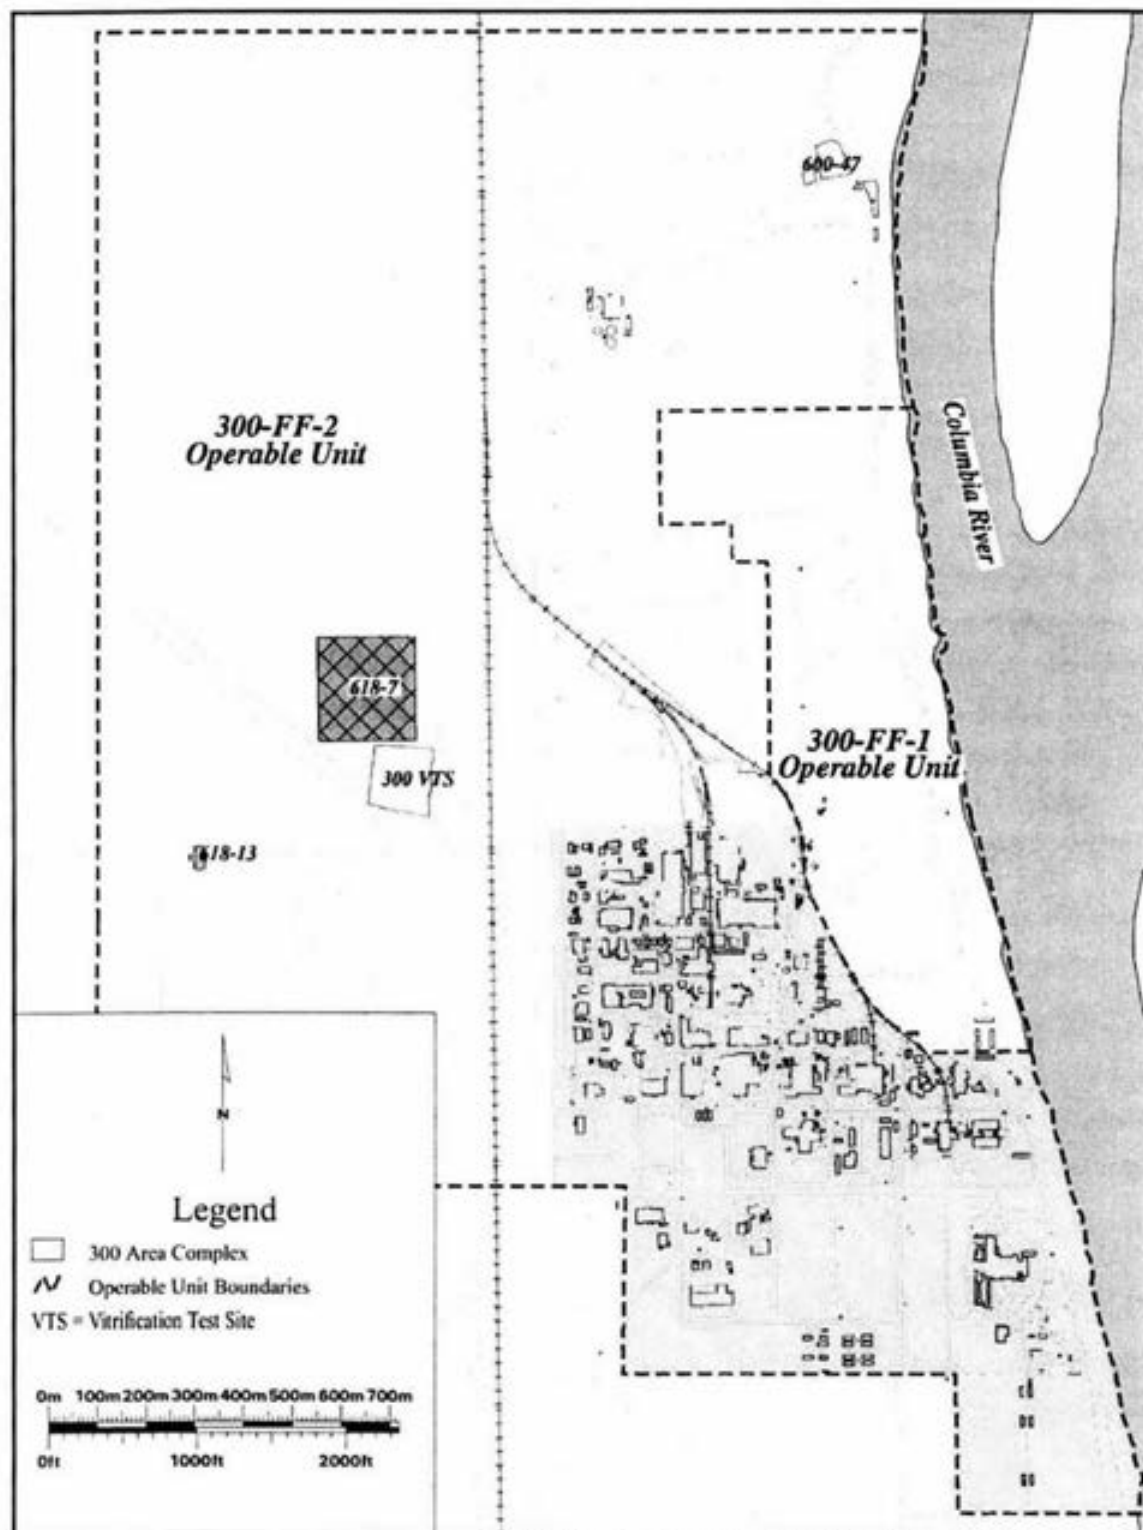 600-47
300-FF-2
Operable Unit
Columbia River
618-7
300-FF-1
Operable Unit
300 VTS
618-13
N
Legend
300 Area Complex
Operable Unit Boundaries
VTS = Vitrification Test Site
0m 100m 200m 300m 400m 500m 600m 700m
0ft 1000ft 2000ft